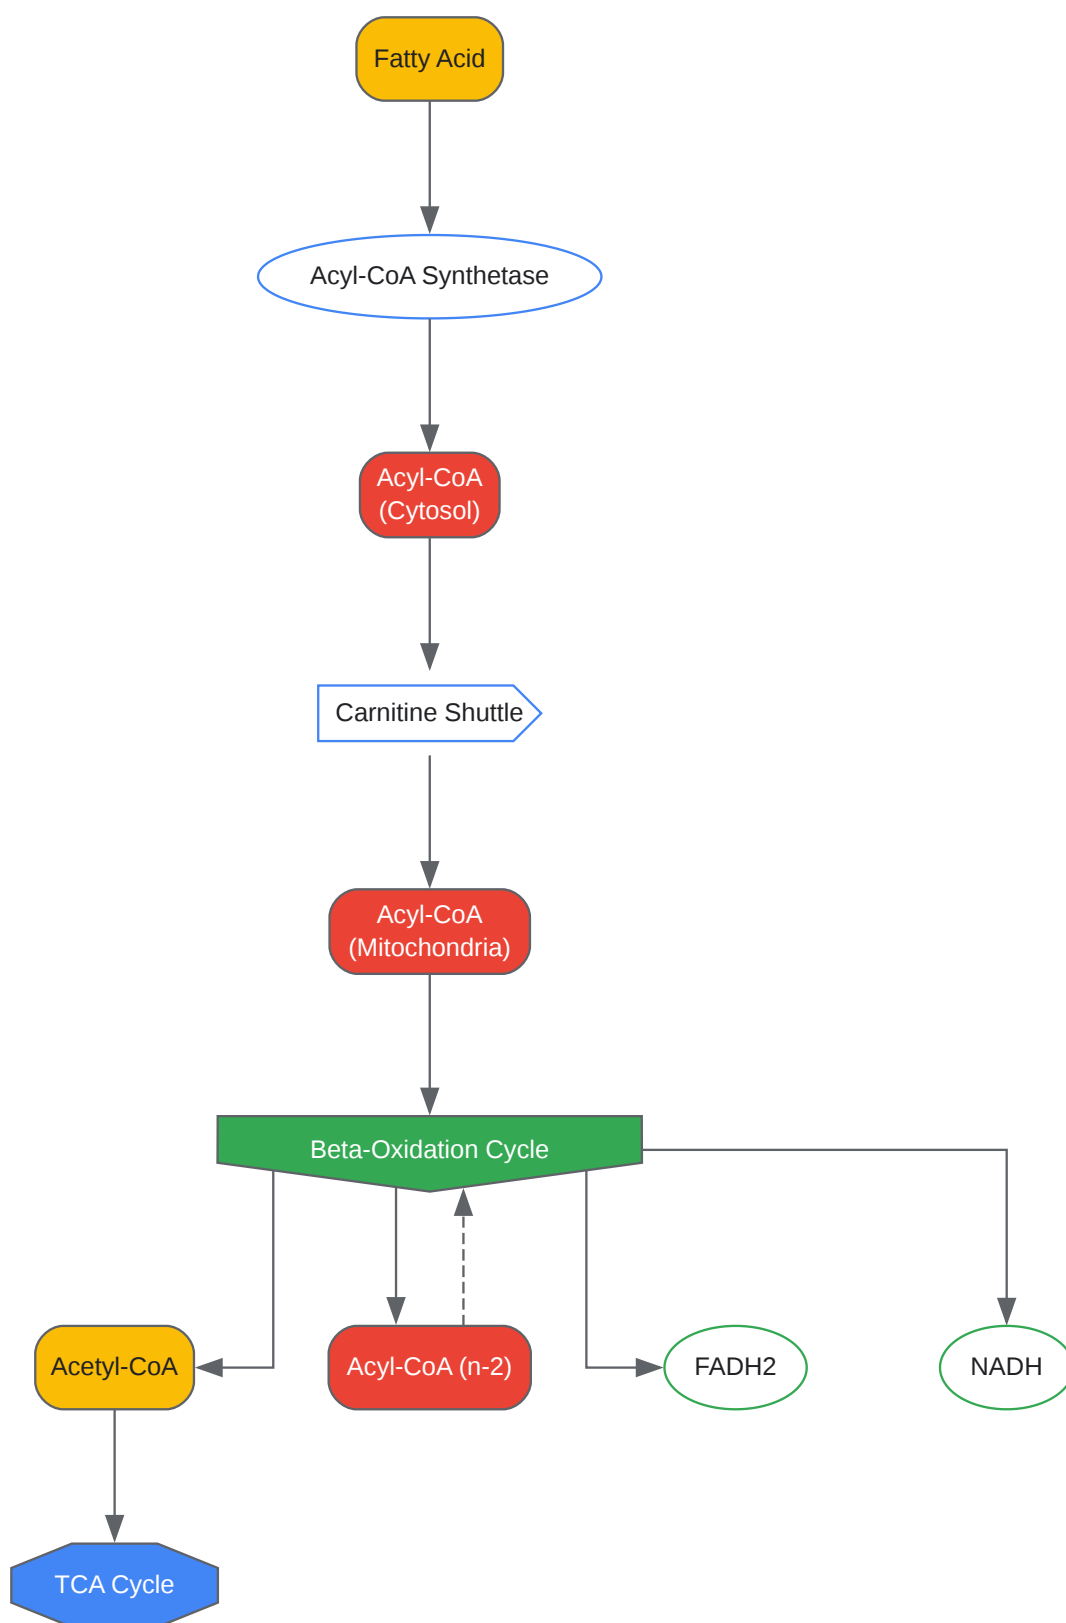 Fatty Acid
Acyl-CoA Synthetase
Acyl-CoA
(Cytosol)
Carnitine Shuttle
Acyl-CoA
(Mitochondria)
Beta-Oxidation Cycle
Acetyl-CoA
Acyl-CoA (n-2)
FADH2
NADH
TCA Cycle